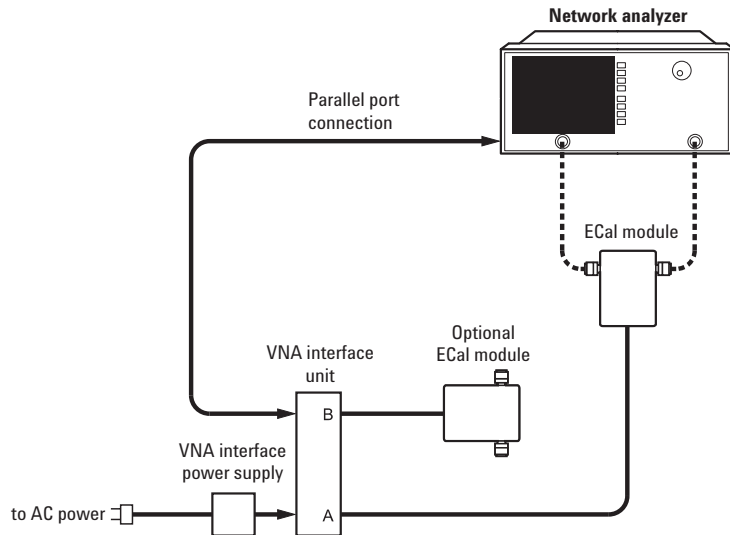 Network analyzer
Parallel port
connection
ECal module
Optional
ECal module
VNA interface
unit
B
VNA interface
power supply
to AC power
A